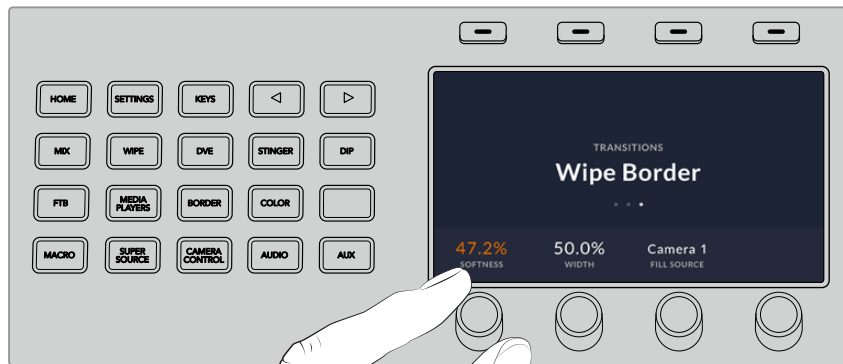 HOME SETTINGS KEYS
MIX WIPE DVE STINGER DIP
FTB MEDIA PLAYERS BORDER COLOR
MACRO SUPER SOURCE CAMERA CONTROL AUDIO AUX
TRANSITIONS
Wipe Border
47.2% 50.0% Camera 1
SOFTNESS WIDTH FILL SOURCE